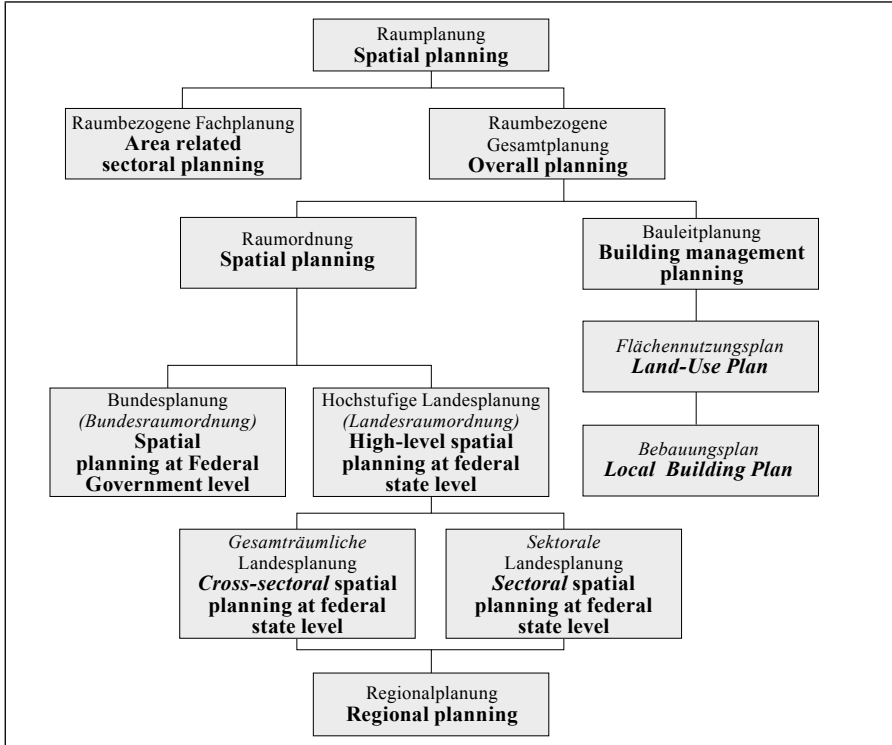 Raumplanung
Spatial planning
Raumbezogene Fachplanung
Area related
sectoral planning
Raumbezogene
Gesamtplanung
Overall planning
Raumordnung
Spatial planning
Bauleitplanung
Building management
planning
Flächennutzungsplan
Land-Use Plan
Bundesplanung
(Bundesraumordnung)
Spatial
planning at Federal
Government level
Hochstufige Landesplanung
(Landesraumordnung)
High-level spatial
planning at federal
state level
Bebauungsplan
Local Building Plan
Gesamträumliche
Landesplanung
Cross-sectoral spatial
planning at federal
state level
Sektorale
Landesplanung
Sectoral spatial
planning at federal
state level
Regionalplanung
Regional planning